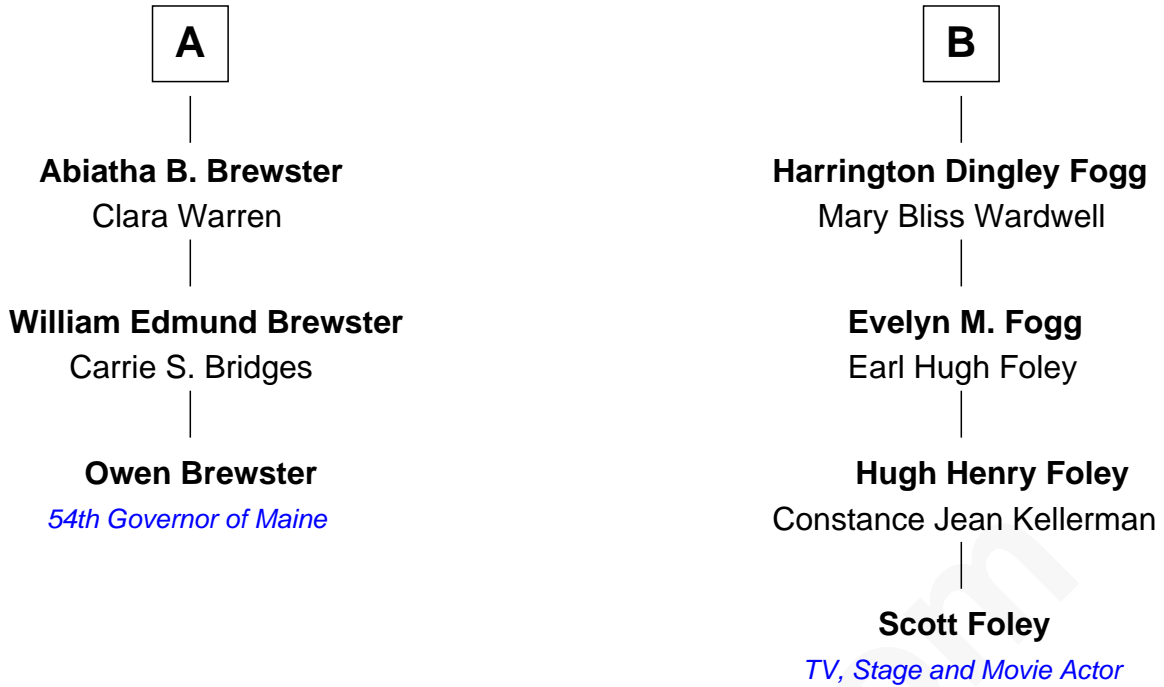 A
Abiatha B. Brewster
Clara Warren
William Edmund Brewster
Carrie S. Bridges
Owen Brewster
54th Governor of Maine
B
Harrington Dingley Fogg
Mary Bliss Wardwell
Evelyn M. Fogg
Earl Hugh Foley
Hugh Henry Foley
Constance Jean Kellerman
Scott Foley
TV, Stage and Movie Actor